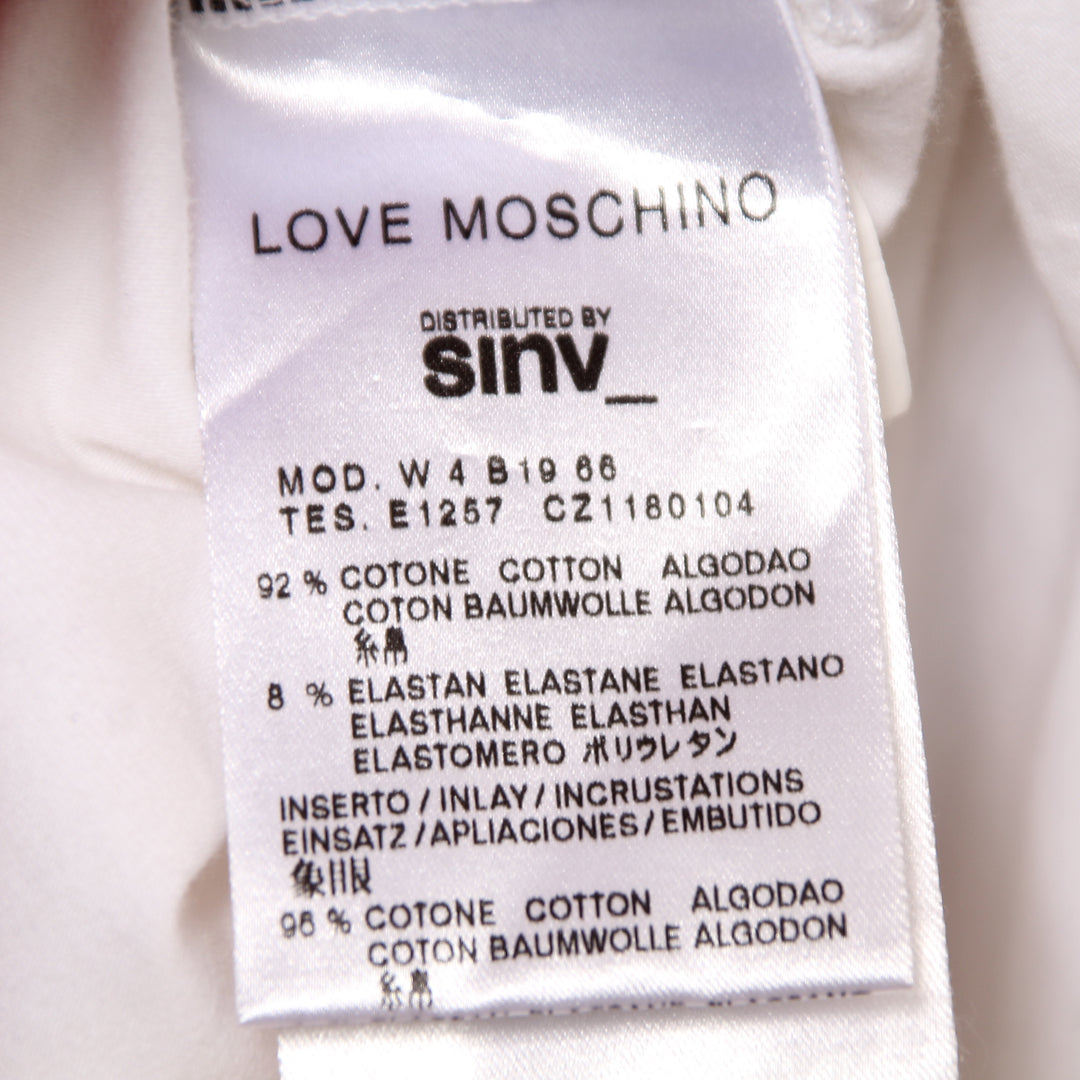 LOVE MOSCHINO
DISTRIBUTED BY
sinv_
MOD. W 4 B19 66
TES. E1257 CZ1180104
92 % COTONE COTTON ALGODAO
COTON BAUMWOLLE ALGODON
8 % ELASTAN ELASTANE ELASTANO
ELASTHANNE ELASTHAN
ELASTOMERO ポリウレタン
INSERTO / INLAY / INCRUSTATIONS
EINSATZ / APLIACIONES / EMBUTIDO
象眼
96 % COTONE COTTON ALGODAO
COTON BAUMWOLLE ALGODON